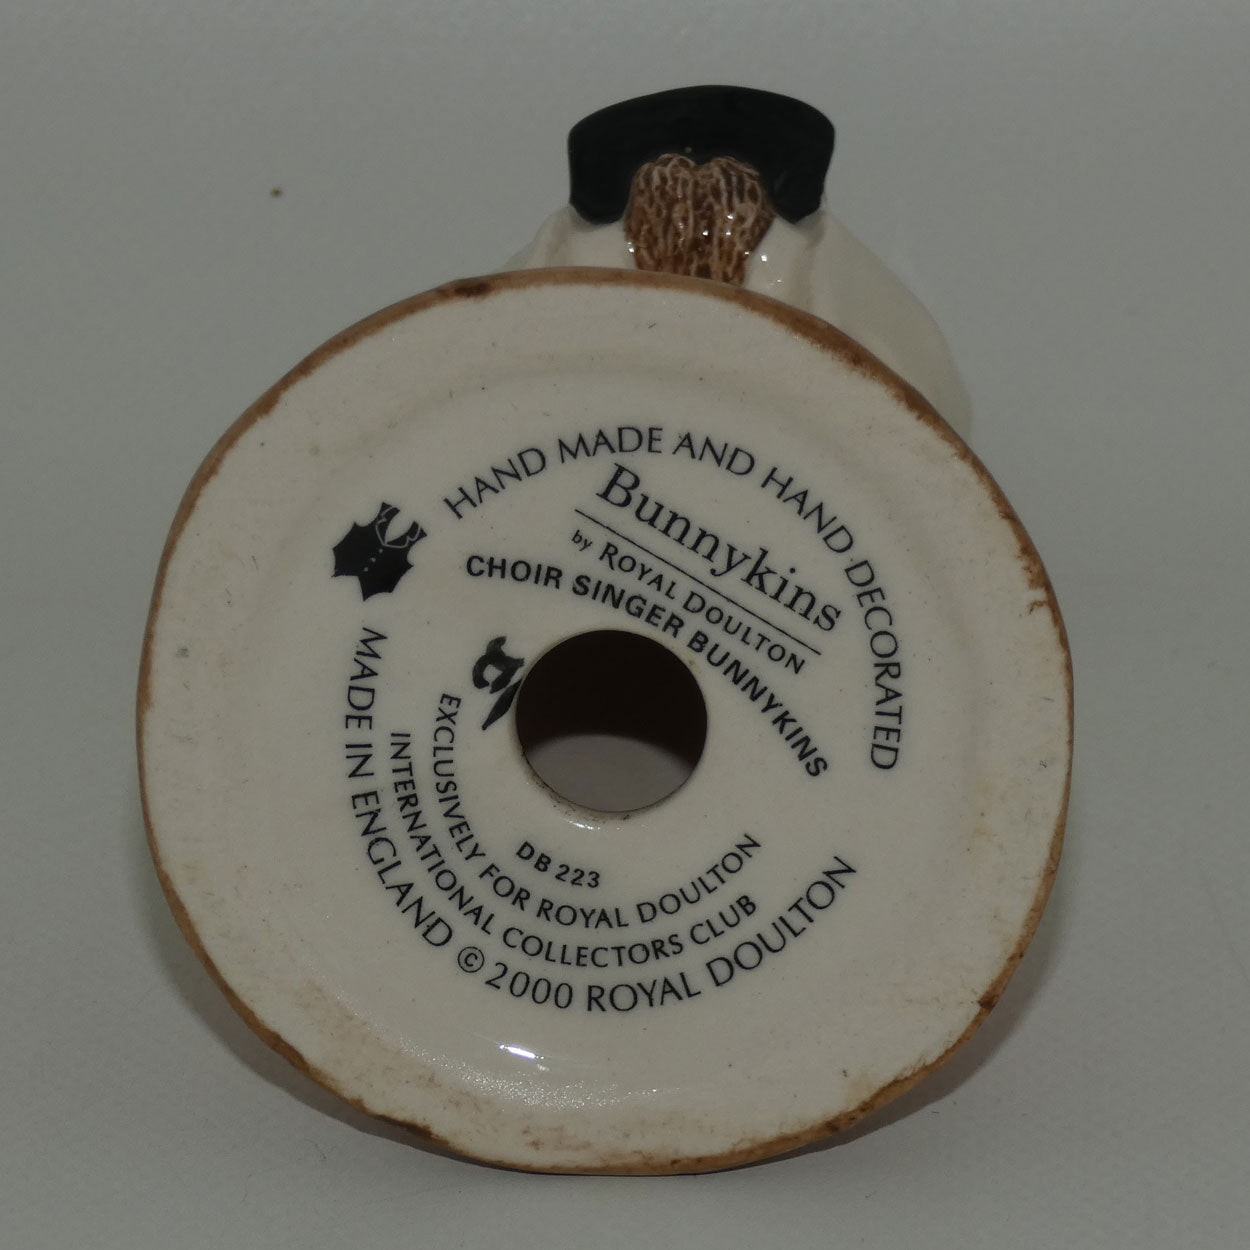 HAND MADE AND HAND-DECORATED
Bunnykins
by ROYAL DOULTON
CHOIR SINGER BUNNYKINS
DB 223
EXCLUSIVELY FOR ROYAL DOULTON
INTERNATIONAL COLLECTORS CLUB
MADE IN ENGLAND © 2000 ROYAL DOULTON